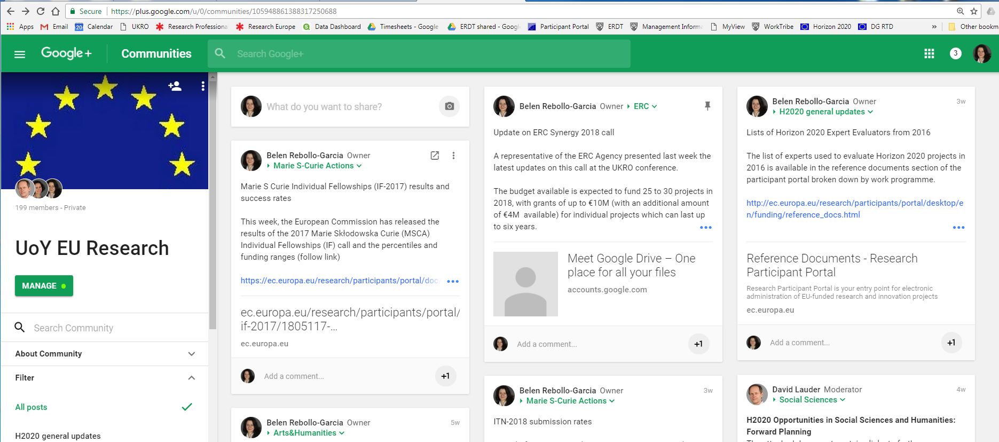 Secure https://plus.google.com/u/0/communities/105948861388317250688
Apps Email 20 Calendar UKRO Research Professiona Research Europe Data Dashboard Timesheets - Google ERDT shared - Goog Participant Portal ERDT Management Informa MyView WorkTribe Horizon 2020 DG RTD » Other bookm
Google+ Communities Search Google+ 3
199 members - Private
UoY EU Research
MANAGE
Search Community
About Community
Filter
All posts
H2020 general updates
What do you want to share?
Belen Rebollo-Garcia Owner
Marie S-Curie Actions
Marie S Curie Individual Fellowships (IF-2017) results and
success rates
This week, the European Commission has released the
results of the 2017 Marie Skłodowska Curie (MSCA)
Individual Fellowships (IF) call and the percentiles and
funding ranges (follow link)
https://ec.europa.eu/research/participants/portal/doc
ec.europa.eu/research/participants/portal/
if-2017/1805117-...
ec.europa.eu
Add a comment... +1
Belen Rebollo-Garcia Owner 5w
Arts&Humanities
Belen Rebollo-Garcia Owner ERC
Update on ERC Synergy 2018 call
A representative of the ERC Agency presented last week the
latest updates on this call at the UKRO conference.
The budget available is expected to fund 25 to 30 projects in
2018, with grants of up to €10M (with an additional amount
of €4M available) for individual projects which can last up
to six years.
Meet Google Drive – One
place for all your files
accounts.google.com
Add a comment... +1
Belen Rebollo-Garcia Owner 3w
Marie S-Curie Actions
ITN-2018 submission rates
Belen Rebollo-Garcia Owner 3w
H2020 general updates
Lists of Horizon 2020 Expert Evaluators from 2016
The list of experts used to evaluate Horizon 2020 projects in
2016 is available in the reference documents section of the
participant portal broken down by work programme.
http://ec.europa.eu/research/participants/portal/desktop/e
n/funding/reference_docs.html
Reference Documents - Research
Participant Portal
Research Participant Portal is your entry point for electronic
administration of EU-funded research and innovation projects
ec.europa.eu
Add a comment... +1
David Lauder Moderator 4w
Social Sciences
H2020 Opportunities in Social Sciences and Humanities:
Forward Planning